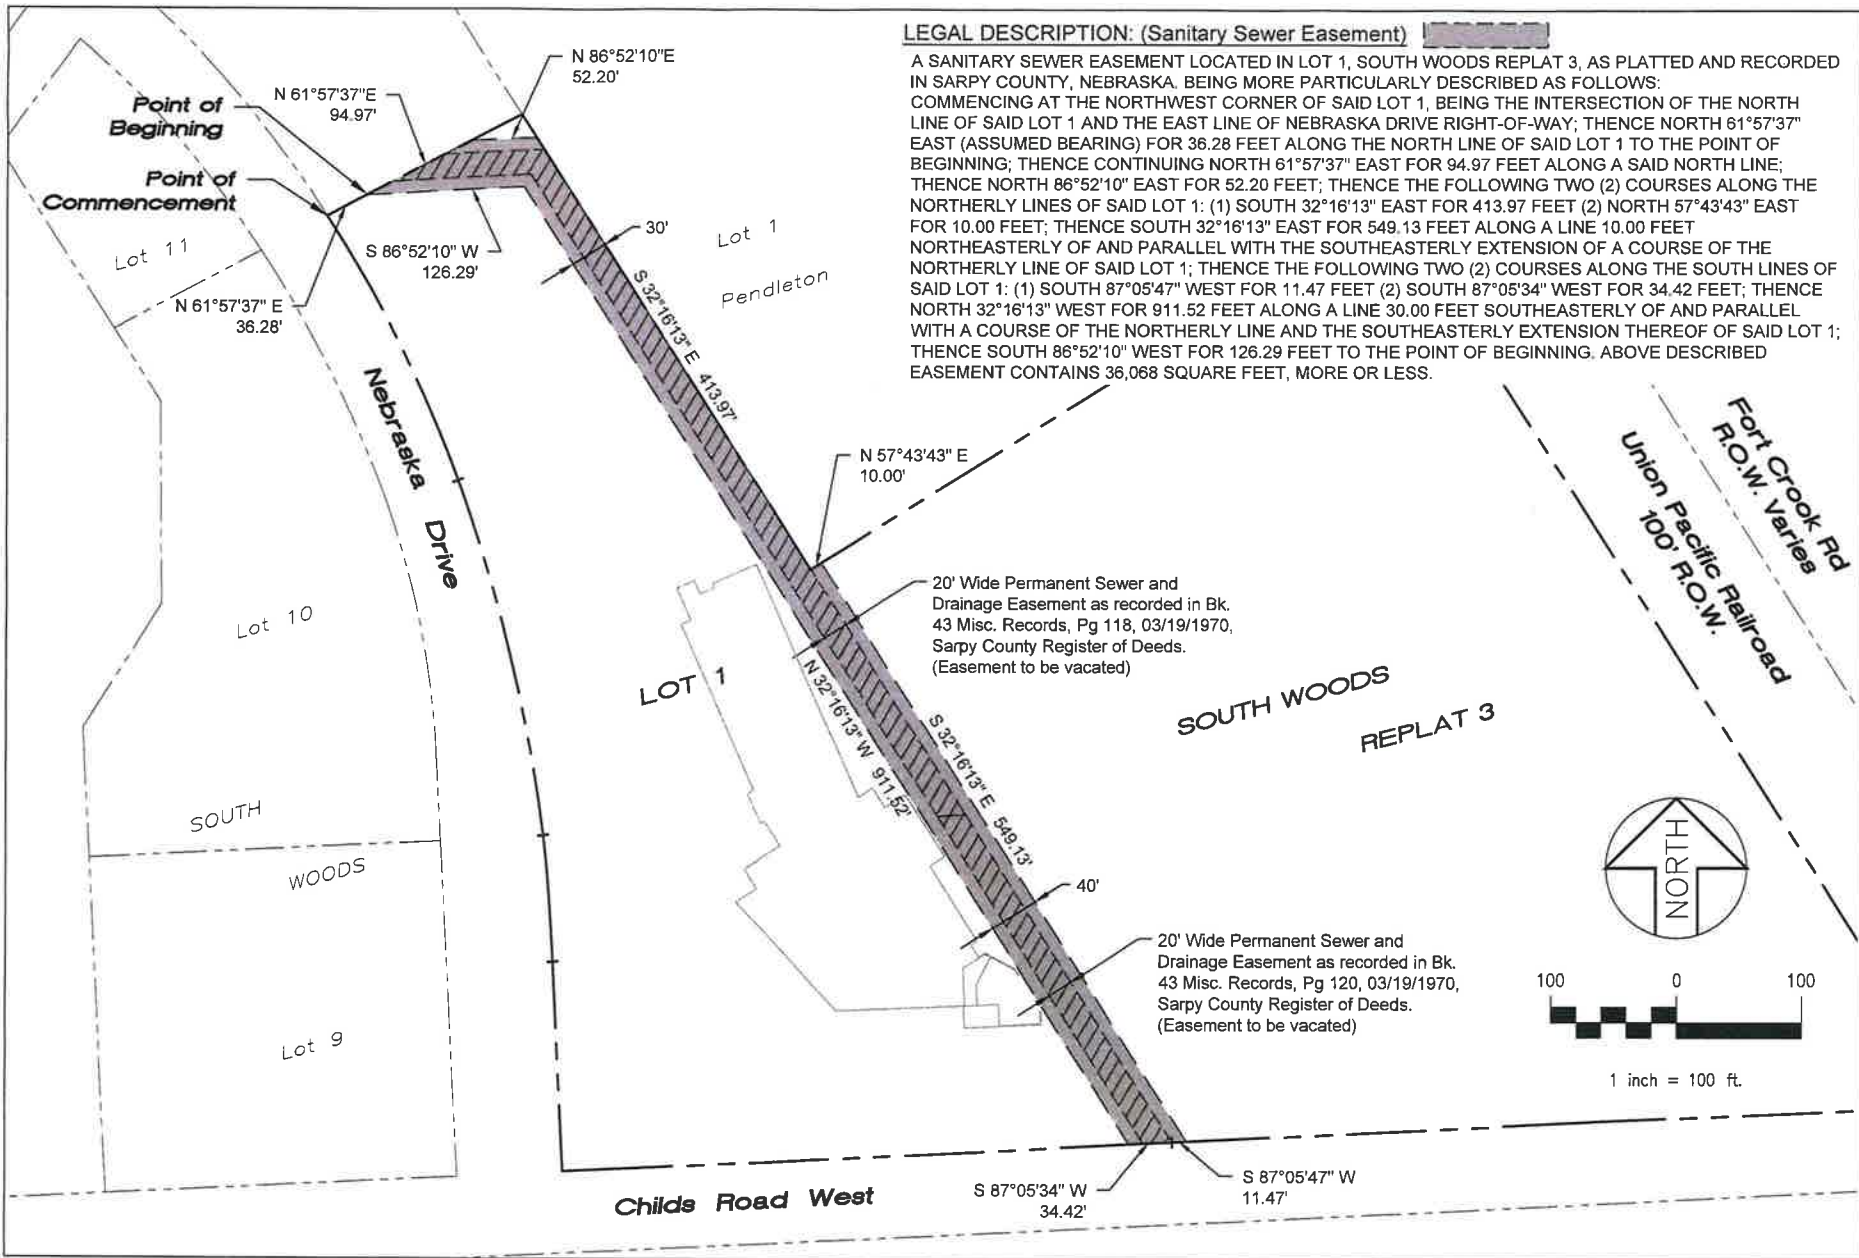 LEGAL DESCRIPTION: (Sanitary Sewer Easement)
A SANITARY SEWER EASEMENT LOCATED IN LOT 1, SOUTH WOODS REPLAT 3, AS PLATTED AND RECORDED
IN SARPY COUNTY, NEBRASKA. BEING MORE PARTICULARLY DESCRIBED AS FOLLOWS:
COMMENCING AT THE NORTHWEST CORNER OF SAID LOT 1, BEING THE INTERSECTION OF THE NORTH
LINE OF SAID LOT 1 AND THE EAST LINE OF NEBRASKA DRIVE RIGHT-OF-WAY; THENCE NORTH 61°57'37"
EAST (ASSUMED BEARING) FOR 36.28 FEET ALONG THE NORTH LINE OF SAID LOT 1 TO THE POINT OF
BEGINNING; THENCE CONTINUING NORTH 61°57'37" EAST FOR 94.97 FEET ALONG A SAID NORTH LINE;
THENCE NORTH 86°52'10" EAST FOR 52.20 FEET; THENCE THE FOLLOWING TWO (2) COURSES ALONG THE
NORTHERLY LINES OF SAID LOT 1: (1) SOUTH 32°16'13" EAST FOR 413.97 FEET (2) NORTH 57°43'43" EAST
FOR 10.00 FEET; THENCE SOUTH 32°16'13" EAST FOR 549.13 FEET ALONG A LINE 10.00 FEET
NORTHEASTERLY OF AND PARALLEL WITH THE SOUTHEASTERLY EXTENSION OF A COURSE OF THE
NORTHERLY LINE OF SAID LOT 1; THENCE THE FOLLOWING TWO (2) COURSES ALONG THE SOUTH LINES OF
SAID LOT 1: (1) SOUTH 87°05'47" WEST FOR 11.47 FEET (2) SOUTH 87°05'34" WEST FOR 34.42 FEET; THENCE
NORTH 32°16'13" WEST FOR 911.52 FEET ALONG A LINE 30.00 FEET SOUTHEASTERLY OF AND PARALLEL
WITH A COURSE OF THE NORTHERLY LINE AND THE SOUTHEASTERLY EXTENSION THEREOF OF SAID LOT 1;
THENCE SOUTH 86°52'10" WEST FOR 126.29 FEET TO THE POINT OF BEGINNING. ABOVE DESCRIBED
EASEMENT CONTAINS 36,068 SQUARE FEET, MORE OR LESS.
N 86°52'10"E
52.20'
N 61°57'37"E
94.97'
Point of
Beginning
Point of
Commencement
Lot 11
N 61°57'37" E
36.28'
S 86°52'10" W
126.29'
30'
Lot 1
Pendleton
S 32°16'13" E 413.97'
Nebraska Drive
N 57°43'43" E
10.00'
Fort Crook Rd
R.O.W. Varies
Union Pacific Railroad
100' R.O.W.
Lot 10
20' Wide Permanent Sewer and
Drainage Easement as recorded in Bk.
43 Misc. Records, Pg 118, 03/19/1970,
Sarpy County Register of Deeds.
(Easement to be vacated)
LOT 1
N 32°16'13" W 911.52'
S 32°16'13" E 549.13'
SOUTH WOODS
REPLAT 3
SOUTH
WOODS
40'
NORTH
20' Wide Permanent Sewer and
Drainage Easement as recorded in Bk.
43 Misc. Records, Pg 120, 03/19/1970,
Sarpy County Register of Deeds.
(Easement to be vacated)
100 0 100
1 inch = 100 ft.
Lot 9
Childs Road West
S 87°05'34" W
34.42'
S 87°05'47" W
11.47'